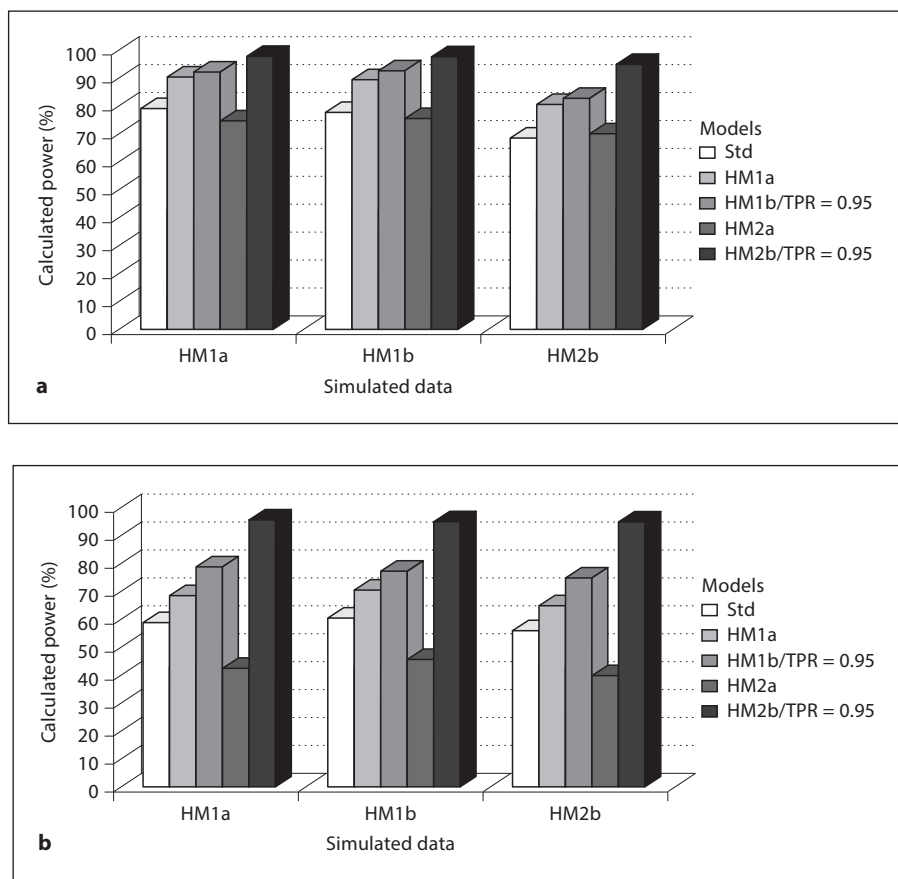 100
90
80
70
60
50
40
30
20
10
0
Calculated power (%)
HM1a HM1b HM2b
Simulated data
a
Models
Std
HM1a
HM1b/TPR = 0.95
HM2a
HM2b/TPR = 0.95
100
90
80
70
60
50
40
30
20
10
0
Calculated power (%)
HM1a HM1b HM2b
Simulated data
b
Models
Std
HM1a
HM1b/TPR = 0.95
HM2a
HM2b/TPR = 0.95